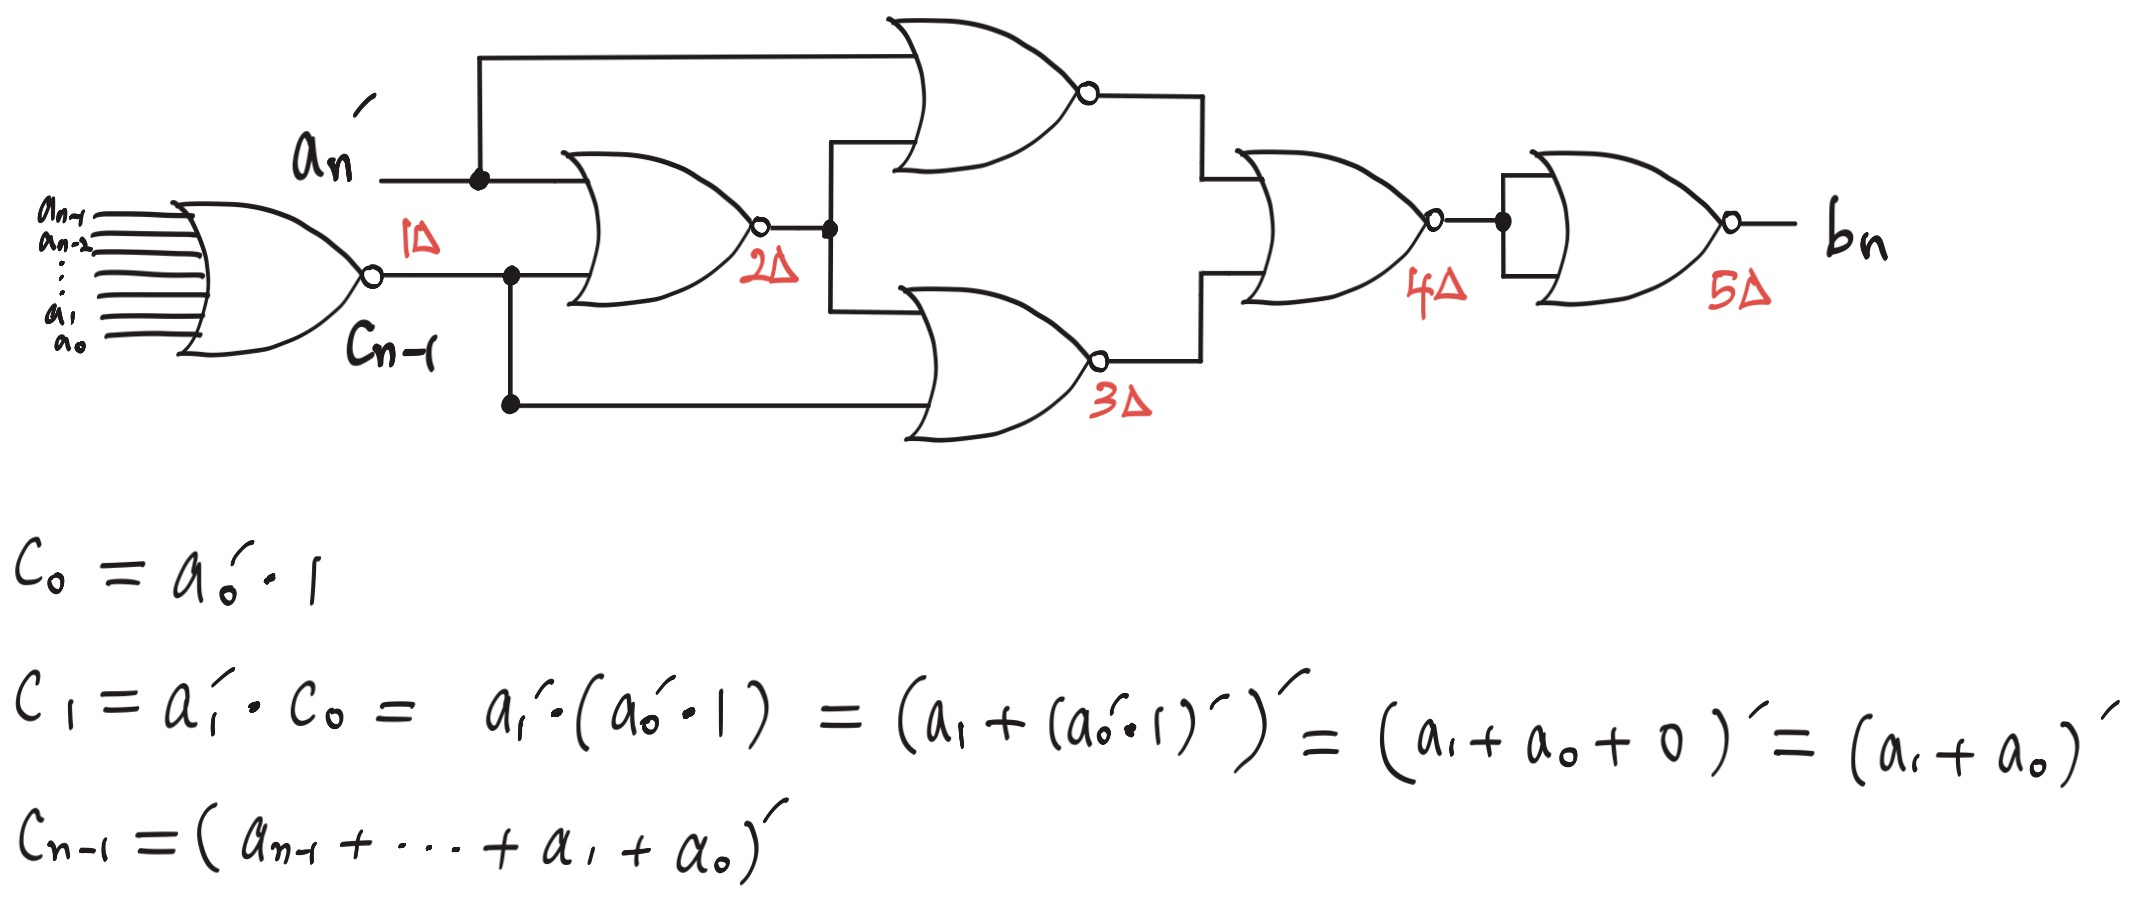 aₙ′
aₙ₋₁
aₙ₋₂
⋮
a₁
a₀
1Δ
Cₙ₋₁
2Δ
3Δ
4Δ
5Δ
bₙ
C₀ = a₀′ · 1
C₁ = a₁′ · C₀ = a₁′ · (a₀′ · 1) = (a₁ + (a₀′ · 1)′)′ = (a₁ + a₀ + 0)′ = (a₁ + a₀)′
Cₙ₋₁ = (aₙ₋₁ + ··· + a₁ + a₀)′